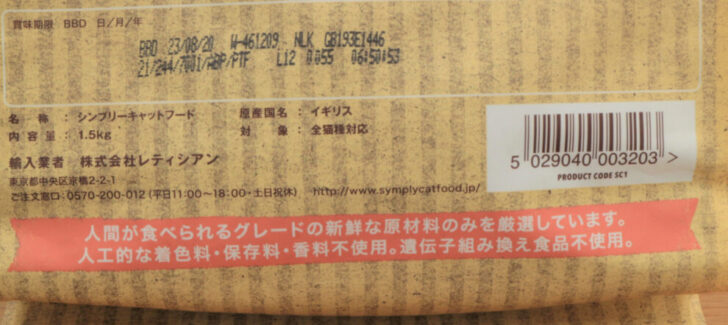 賞味期限 BBD 日/月/年
BBD 23/08/20 W-461209 NLK GB193E1446
21/244/7001/ABP/PTF L12 0055 06:50:53
名 称 : シンプリーキャットフード 原産国名 : イギリス
内 容 量 : 1.5kg 対 象 : 全猫種対応
輸入業者 株式会社レティシアン
東京都中央区京橋2-2-1
ご注文窓口:0570-200-012 (平日11:00~18:00・土日祝休) http://www.symplycatfood.jp/
5 029040 003203 >
PRODUCT CODE SC1
人間が食べられるグレードの新鮮な原材料のみを厳選しています。
人工的な着色料・保存料・香料不使用。遺伝子組み換え食品不使用。